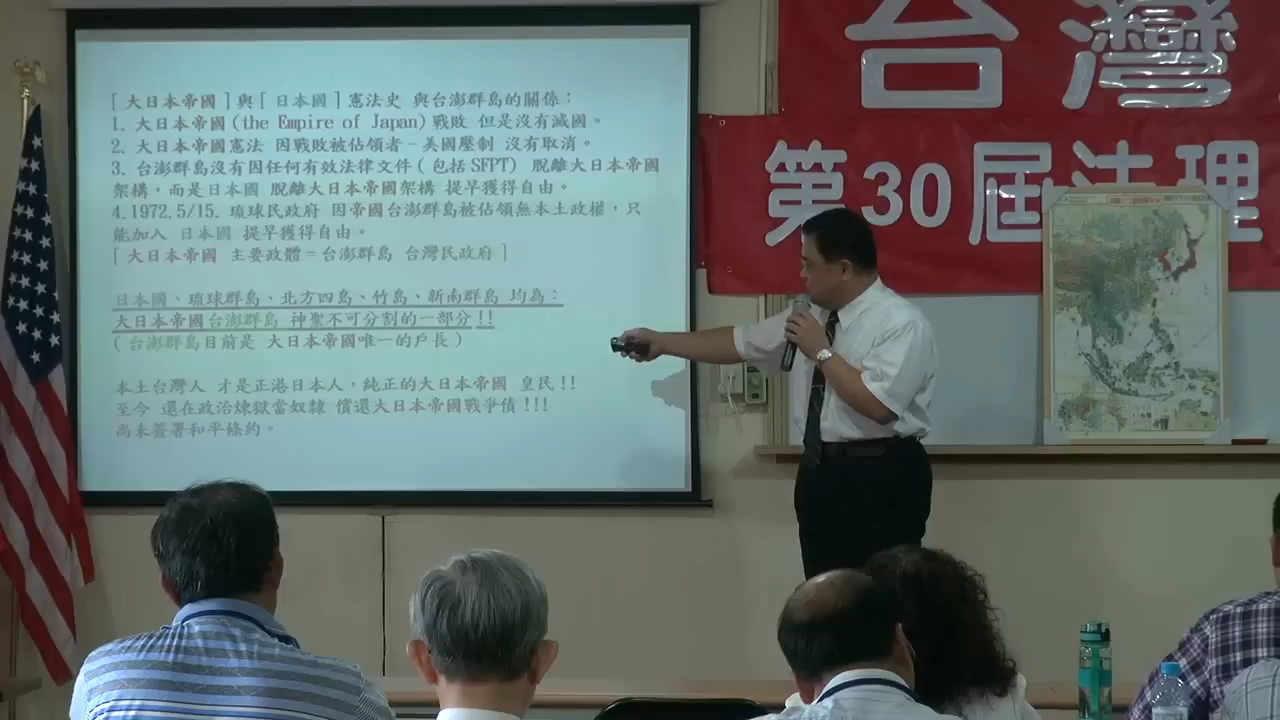 [ 大日本帝國 ] 與 [ 日本國 ] 憲法史 與台澎群島的關係：
1. 大日本帝國 (the Empire of Japan) 戰敗 但是沒有滅國。
2. 大日本帝國憲法 因戰敗被佔領者－美國壓制 沒有取消。
3. 台澎群島沒有因任何有效法律文件 ( 包括 SFPT) 脫離大日本帝國
架構，而是日本國 脫離大日本帝國架構 提早獲得自由。
4.1972.5/15. 琉球民政府 因帝國台澎群島被佔領無本土政權，只
能加入 日本國 提早獲得自由。
[ 大日本帝國 主要政體 = 台澎群島 台灣民政府 ]
日本國、琉球群島、北方四島、竹島、新南群島 均為：
大日本帝國台澎群島 神聖不可分割的一部分 !!
( 台澎群島目前是 大日本帝國唯一的戶長 )
本土台灣人 才是正港日本人，純正的大日本帝國 皇民 !!
至今 還在政治煉獄當奴隸 償還大日本帝國戰爭債 !!!
尚未簽署和平條約。
台灣
第30屆法理